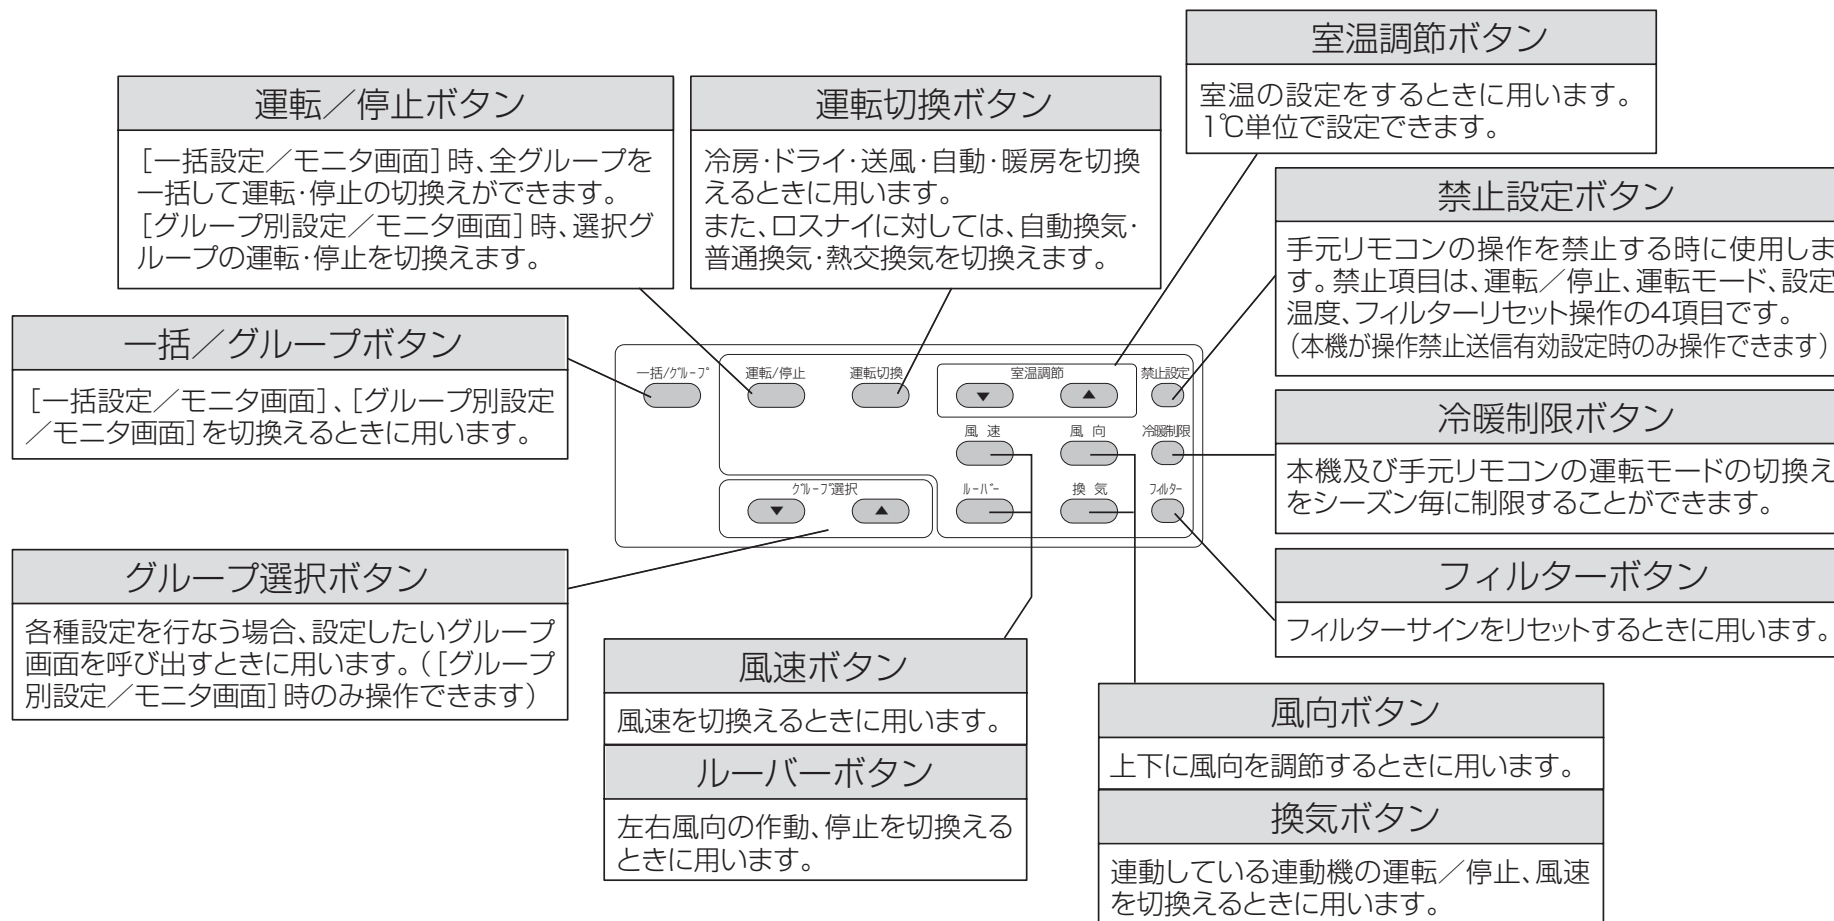 室温調節ボタン
室温の設定をするときに用います。
1℃単位で設定できます。
運転／停止ボタン
［一括設定／モニタ画面］時、全グループを
一括して運転・停止の切換えができます。
［グループ別設定／モニタ画面］時、選択グ
ループの運転・停止を切換えます。
運転切換ボタン
冷房・ドライ・送風・自動・暖房を切換
えるときに用います。
また、ロスナイに対しては、自動換気・
普通換気・熱交換気を切換えます。
禁止設定ボタン
手元リモコンの操作を禁止する時に使用しま
す。禁止項目は、運転／停止、運転モード、設定
温度、フィルターリセット操作の4項目です。
（本機が操作禁止送信有効設定時のみ操作できます）
一括／グループボタン
［一括設定／モニタ画面］、［グループ別設定
／モニタ画面］を切換えるときに用います。
一括/ｸﾞﾙｰﾌﾟ
運転/停止
運転切換
室温調節
▼ ▲
禁止設定
風 速
風 向
冷暖制限
ｸﾞﾙｰﾌﾟ選択
▼ ▲
ﾙｰﾊﾞｰ
換 気
ﾌｨﾙﾀｰ
冷暖制限ボタン
本機及び手元リモコンの運転モードの切換え
をシーズン毎に制限することができます。
グループ選択ボタン
各種設定を行なう場合、設定したいグループ
画面を呼び出すときに用います。（［グループ
別設定／モニタ画面］時のみ操作できます）
フィルターボタン
フィルターサインをリセットするときに用います。
風速ボタン
風速を切換えるときに用います。
ルーバーボタン
左右風向の作動、停止を切換える
ときに用います。
風向ボタン
上下に風向を調節するときに用います。
換気ボタン
連動している連動機の運転／停止、風速
を切換えるときに用います。